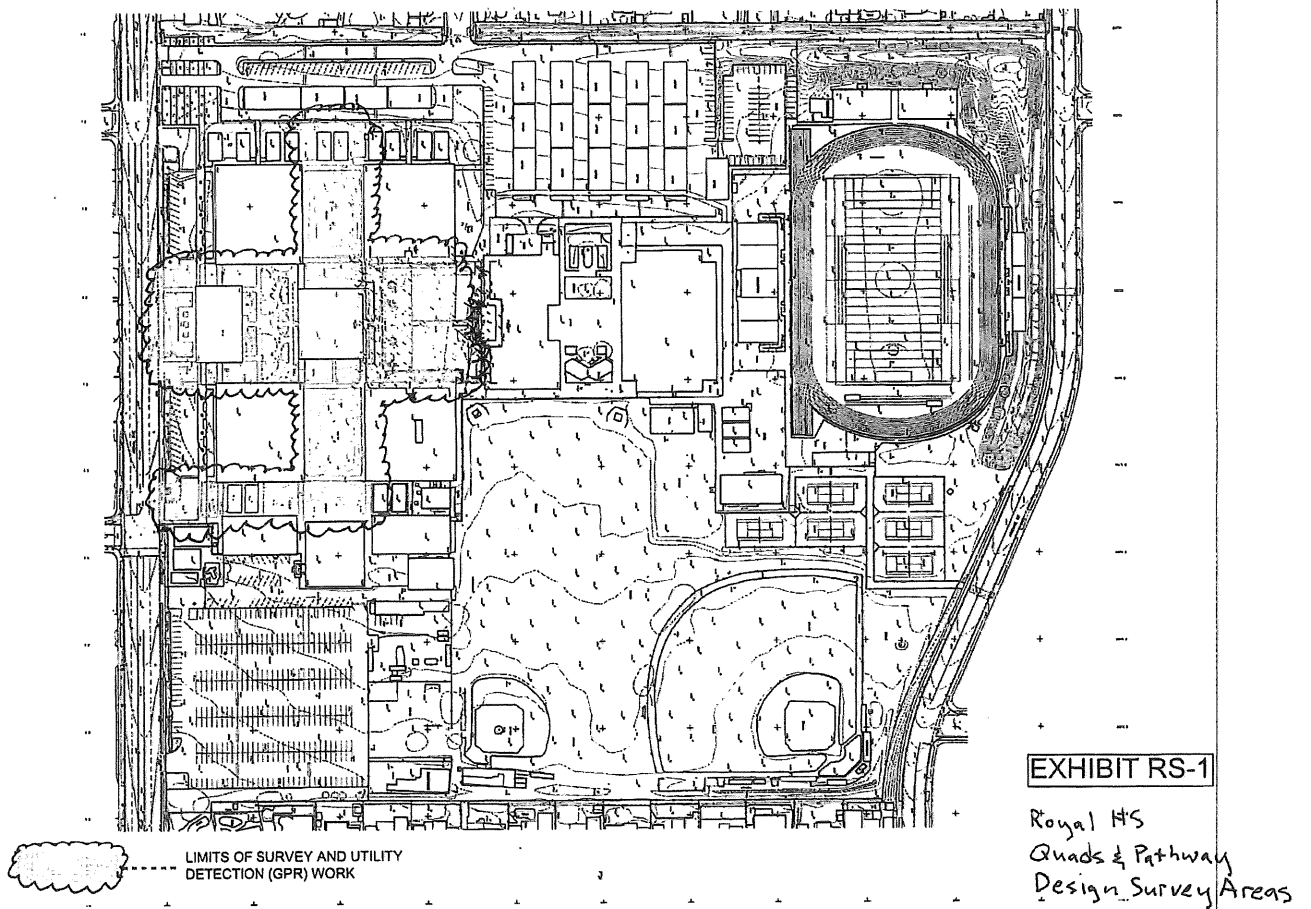 EXHIBIT RS-1
Royal HS
Quads & Pathway
Design Survey Areas
LIMITS OF SURVEY AND UTILITY
DETECTION (GPR) WORK